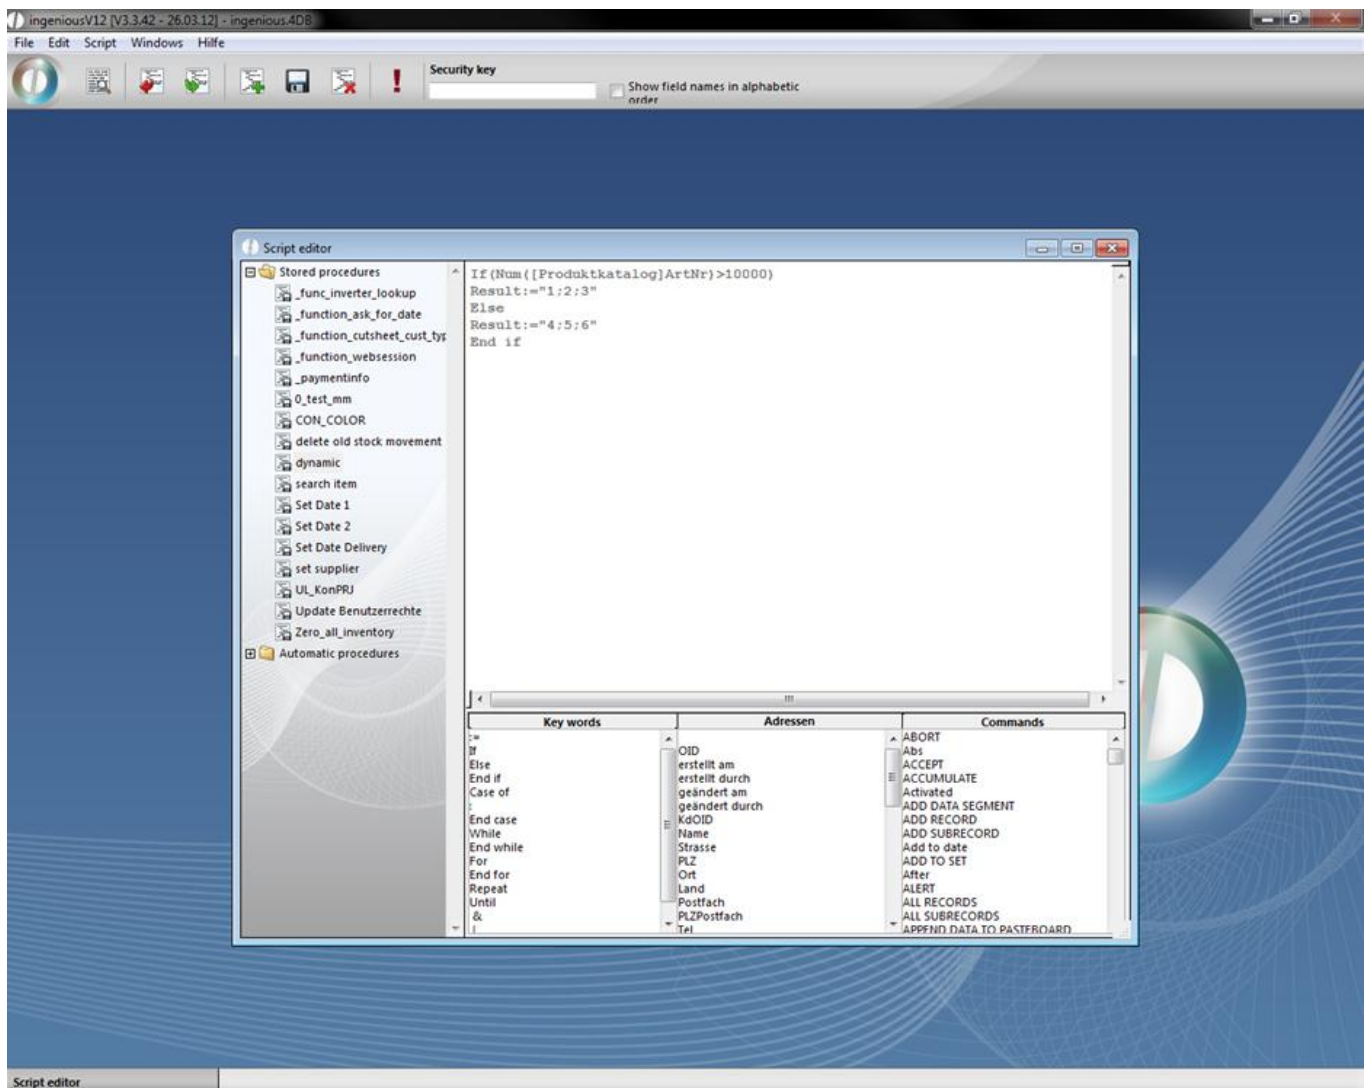 ingeniousV12 [V3.3.42 - 26.03.12] - ingenious.4DB
File Edit Script Windows Hilfe
Security key
Show field names in alphabetic
order
Script editor
Stored procedures
_func_inverter_lookup
_function_ask_for_date
_function_cutsheet_cust_typ
_function_websession
_paymentinfo
0_test_mm
CON_COLOR
delete old stock movement
dynamic
search item
Set Date 1
Set Date 2
Set Date Delivery
set supplier
UL_KonPRJ
Update Benutzerrechte
Zero_all_inventory
Automatic procedures
If(Num([Produktkatalog]ArtNr)>10000)
Result:="1;2;3"
Else
Result:="4;5;6"
End if
Key words
:=
If
Else
End if
Case of
:
End case
While
End while
For
End for
Repeat
Until
&
|
Adressen
OID
erstellt am
erstellt durch
geändert am
geändert durch
KdOID
Name
Strasse
PLZ
Ort
Land
Postfach
PLZPostfach
Tel
Commands
ABORT
Abs
ACCEPT
ACCUMULATE
Activated
ADD DATA SEGMENT
ADD RECORD
ADD SUBRECORD
Add to date
ADD TO SET
After
ALERT
ALL RECORDS
ALL SUBRECORDS
APPEND DATA TO PASTEBOARD
Script editor